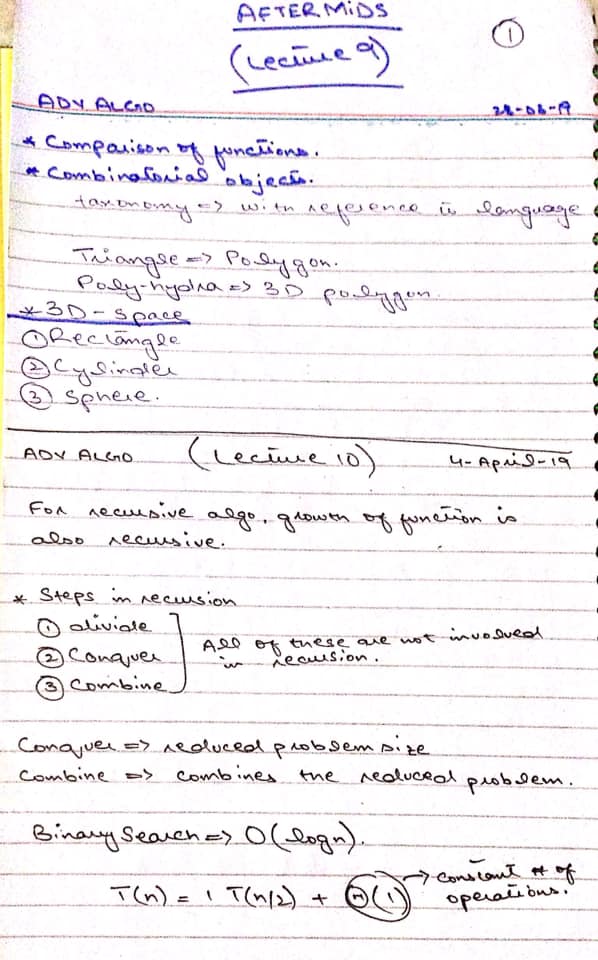 AFTER MIDS
①
(Lecture 9)
ADV ALGO 28-03-19
* Comparison of functions.
* Combinatorial objects.
taxonomy => with reference to language
Triangle => Polygon.
Poly-hydra => 3D polygon.
* 3D - space
① Rectangle
② Cylinder
③ Sphere.
ADV ALGO (Lecture 10) 4-April-19
For recursive algo, growth of function is
also recursive.
* Steps in recursion
① divide
② Conquer
③ Combine
All of these are not involved
in recursion.
Conquer => reduced problem size
Combine => combines the reduced problem.
Binary Search => O(logn).
T(n) = 1 T(n/2) + Θ(1) → constant # of
operations.